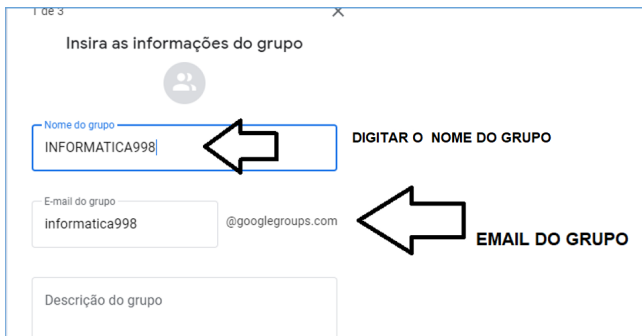 1 de 3
Insira as informações do grupo
Nome do grupo
INFORMATICA998
DIGITAR O NOME DO GRUPO
E-mail do grupo
informatica998
@googlegroups.com
EMAIL DO GRUPO
Descrição do grupo